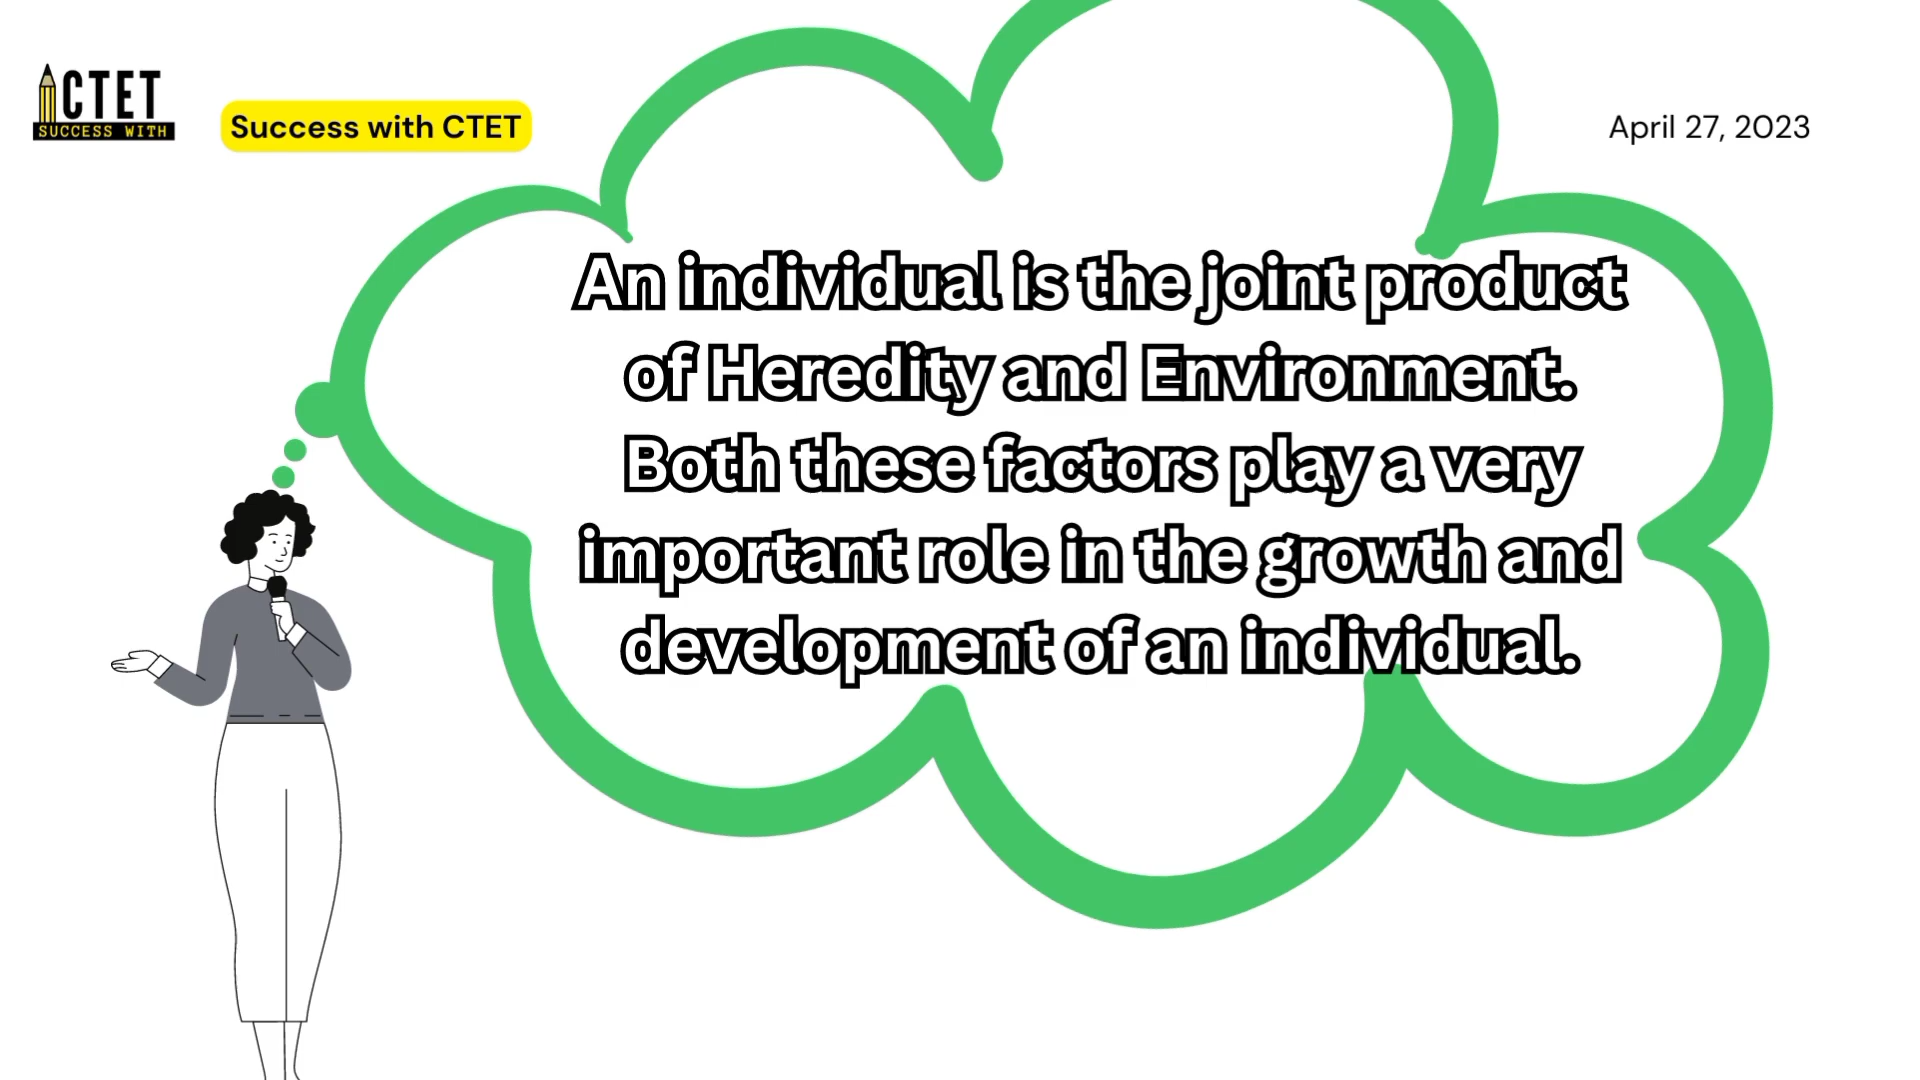 CTET
SUCCESS WITH
Success with CTET
April 27, 2023
An individual is the joint product
of Heredity and Environment.
Both these factors play a very
important role in the growth and
development of an individual.